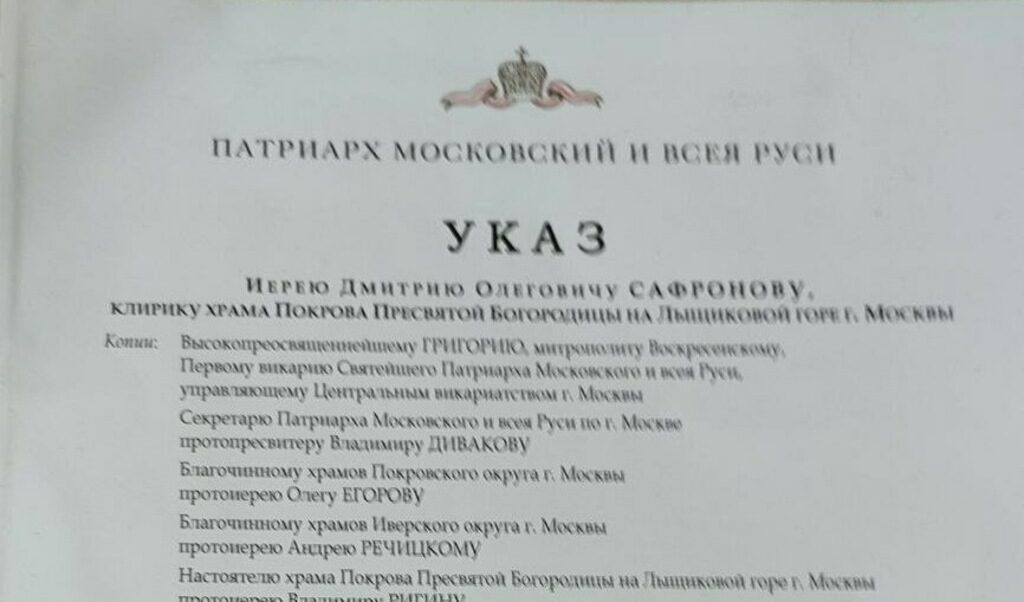 ПАТРИАРХ МОСКОВСКИЙ И ВСЕЯ РУСИ
УКАЗ
Иерею Дмитрию Олеговичу САФРОНОВУ,
клирику храма Покрова Пресвятой Богородицы на Лыщиковой горе г. Москвы
Копии: Высокопреосвященнейшему ГРИГОРИЮ, митрополиту Воскресенскому,
Первому викарию Святейшего Патриарха Московского и всея Руси,
управляющему Центральным викариатством г. Москвы
Секретарю Патриарха Московского и всея Руси по г. Москве
протопресвитеру Владимиру ДИВАКОВУ
Благочинному храмов Покровского округа г. Москвы
протоиерею Олегу ЕГОРОВУ
Благочинному храмов Иверского округа г. Москвы
протоиерею Андрею РЕЧИЦКОМУ
Настоятелю храма Покрова Пресвятой Богородицы на Лыщиковой горе г. Москвы
протоиерею Владимиру РИГИНУ